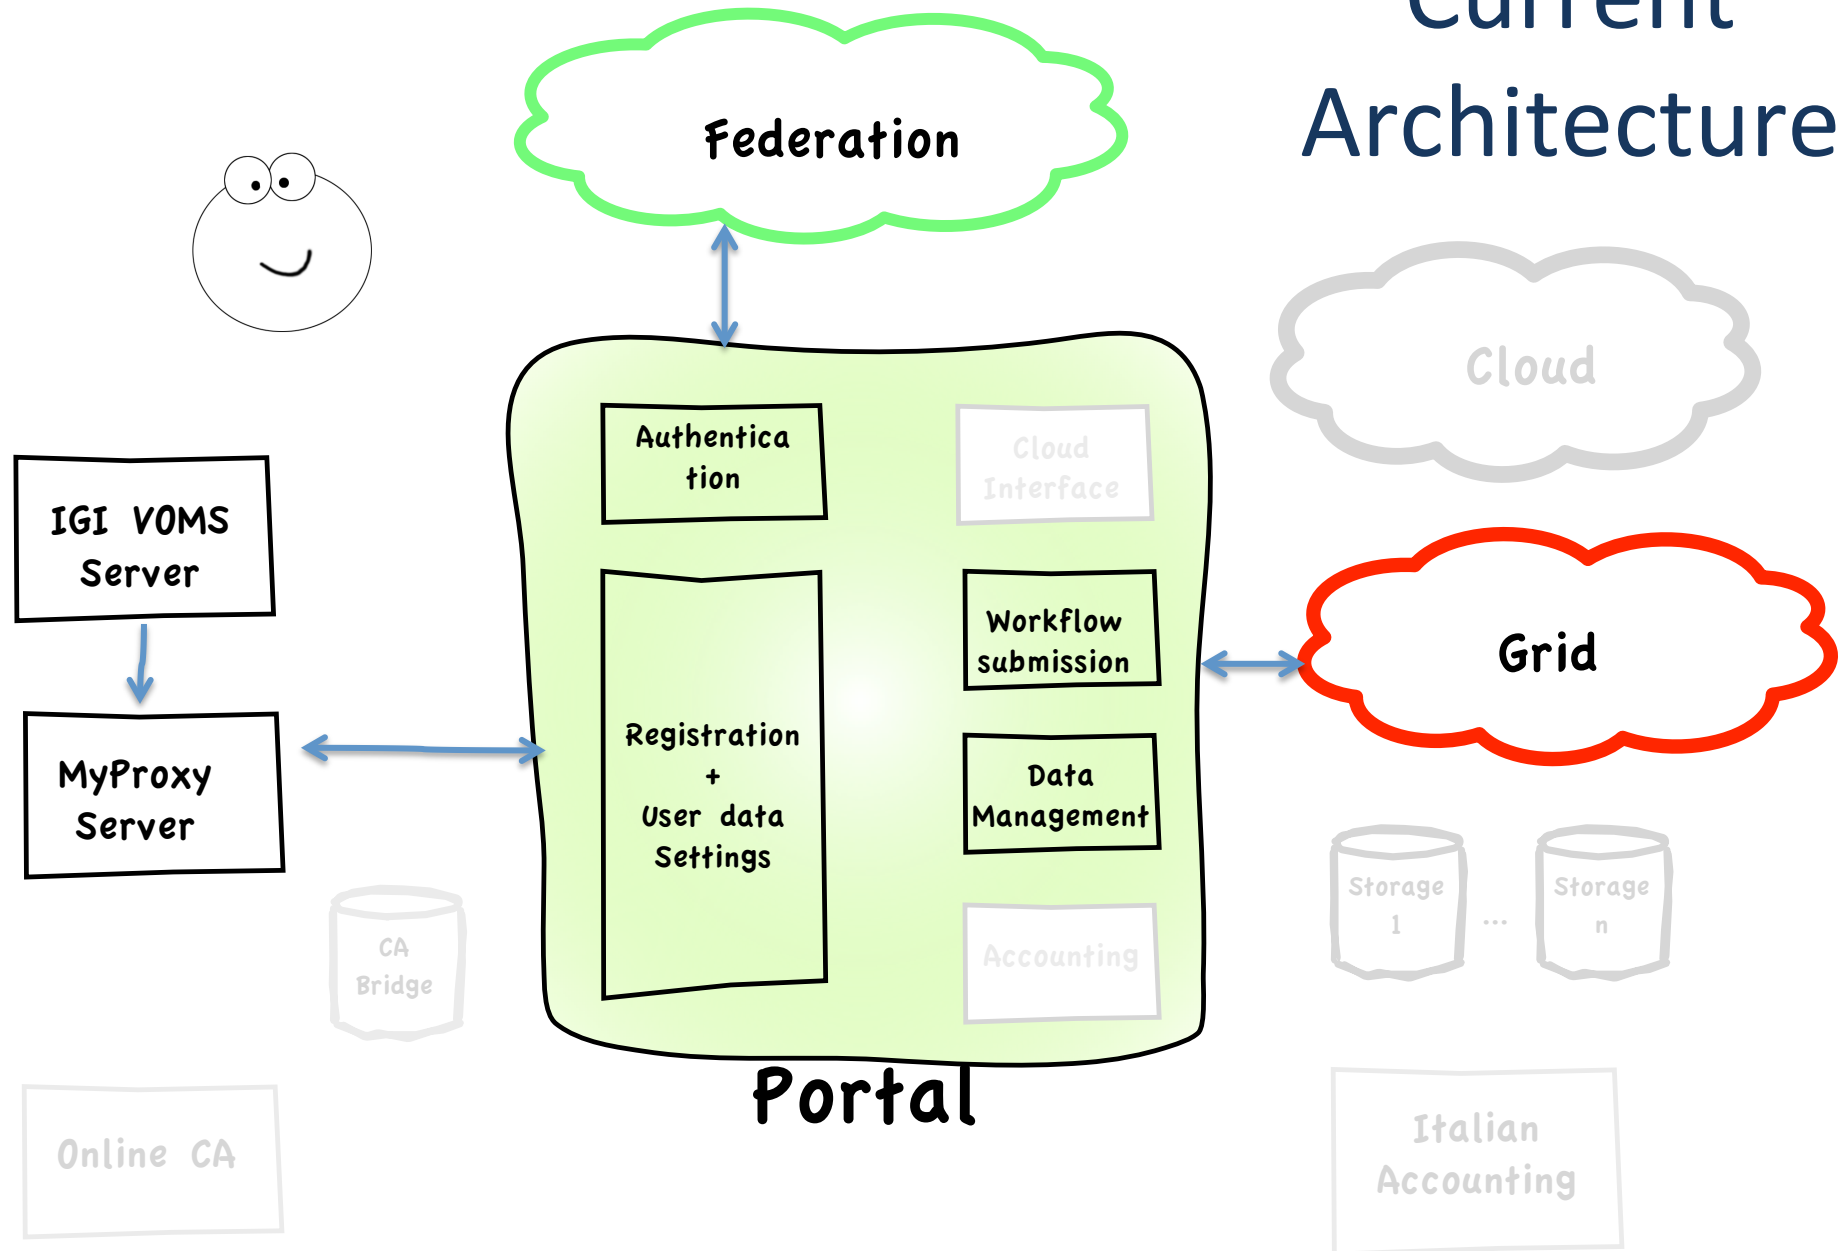 Current
Architecture
Federation
Cloud
Authentica
tion
Cloud
Interface
IGI VOMS
Server
Workflow
submission
Grid
MyProxy
Server
Registration
+
User data
Settings
Data
Management
Storage
1
...
Storage
n
CA
Bridge
Accounting
Portal
Online CA
Italian
Accounting